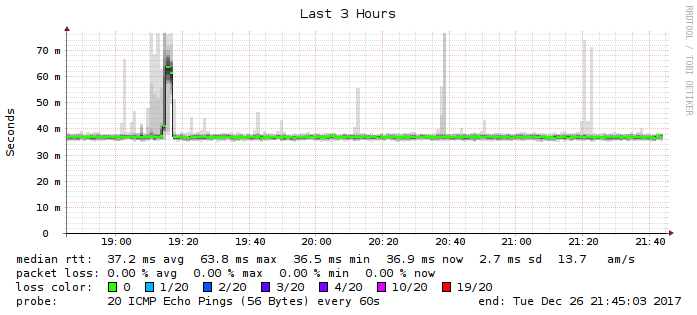 Last 3 Hours
RRDTOOL / TOBI OETIKER
Seconds
70 m
60 m
50 m
40 m
30 m
20 m
10 m
0
19:00 19:20 19:40 20:00 20:20 20:40 21:00 21:20 21:40
median rtt: 37.2 ms avg 63.8 ms max 36.5 ms min 36.9 ms now 2.7 ms sd 13.7 am/s
packet loss: 0.00 % avg 0.00 % max 0.00 % min 0.00 % now
loss color: 0 1/20 2/20 3/20 4/20 10/20 19/20
probe: 20 ICMP Echo Pings (56 Bytes) every 60s end: Tue Dec 26 21:45:03 2017